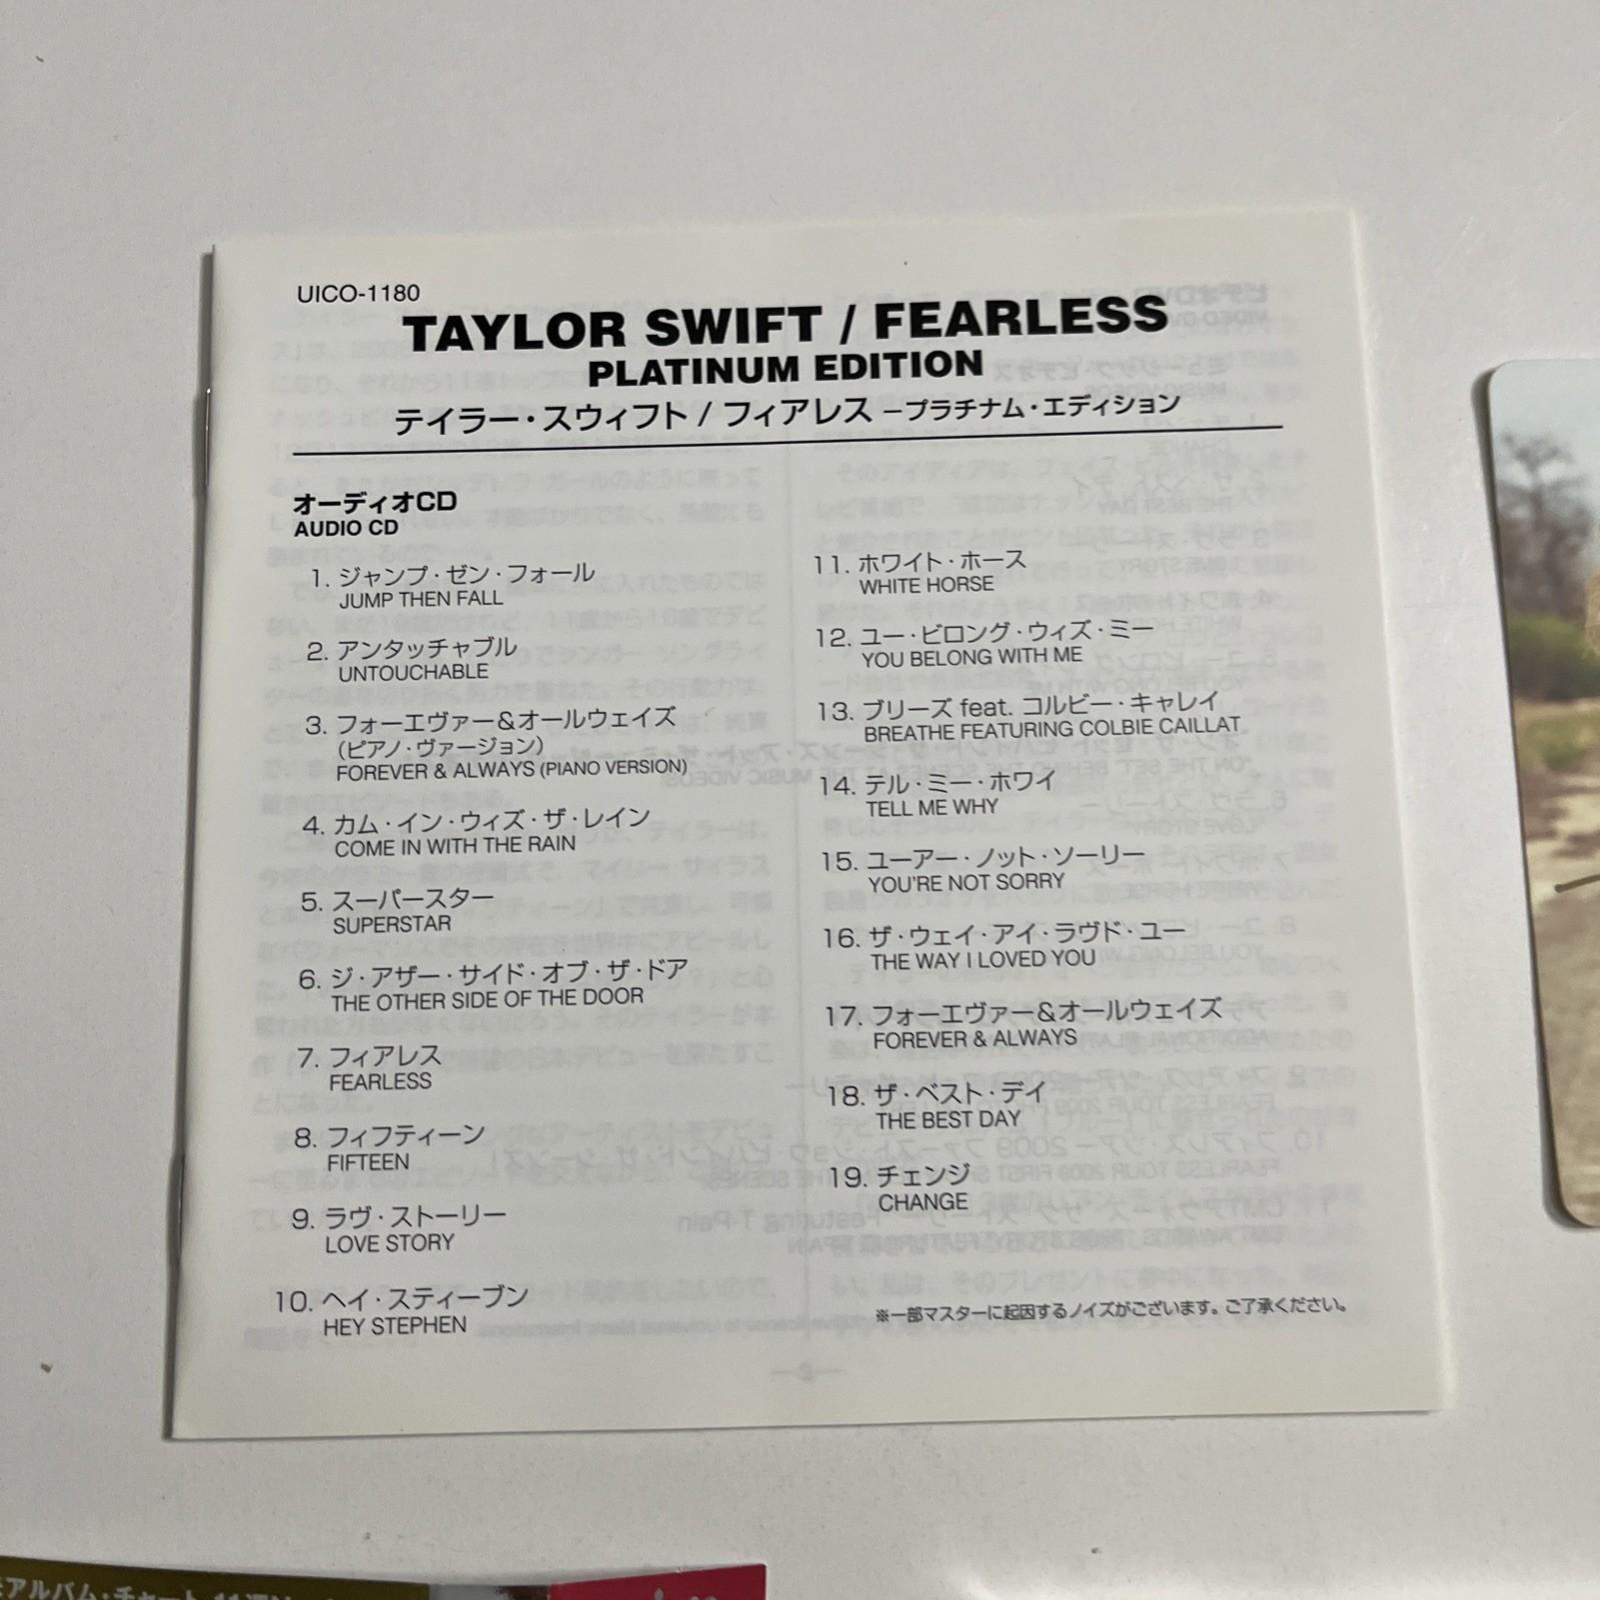 UICO-1180
TAYLOR SWIFT / FEARLESS
PLATINUM EDITION
テイラー・スウィフト / フィアレス −プラチナム・エディション
オーディオCD
AUDIO CD
1. ジャンプ・ゼン・フォール
JUMP THEN FALL
2. アンタッチャブル
UNTOUCHABLE
3. フォーエヴァー&オールウェイズ
(ピアノ・ヴァージョン)
FOREVER & ALWAYS (PIANO VERSION)
4. カム・イン・ウィズ・ザ・レイン
COME IN WITH THE RAIN
5. スーパースター
SUPERSTAR
6. ジ・アザー・サイド・オブ・ザ・ドア
THE OTHER SIDE OF THE DOOR
7. フィアレス
FEARLESS
8. フィフティーン
FIFTEEN
9. ラヴ・ストーリー
LOVE STORY
10. ヘイ・スティーブン
HEY STEPHEN
11. ホワイト・ホース
WHITE HORSE
12. ユー・ビロング・ウィズ・ミー
YOU BELONG WITH ME
13. ブリーズ feat. コルビー・キャレイ
BREATHE FEATURING COLBIE CAILLAT
14. テル・ミー・ホワイ
TELL ME WHY
15. ユーアー・ノット・ソーリー
YOU'RE NOT SORRY
16. ザ・ウェイ・アイ・ラヴド・ユー
THE WAY I LOVED YOU
17. フォーエヴァー&オールウェイズ
FOREVER & ALWAYS
18. ザ・ベスト・デイ
THE BEST DAY
19. チェンジ
CHANGE
※一部マスターに起因するノイズがございます。ご了承ください。
アルバム・チャート